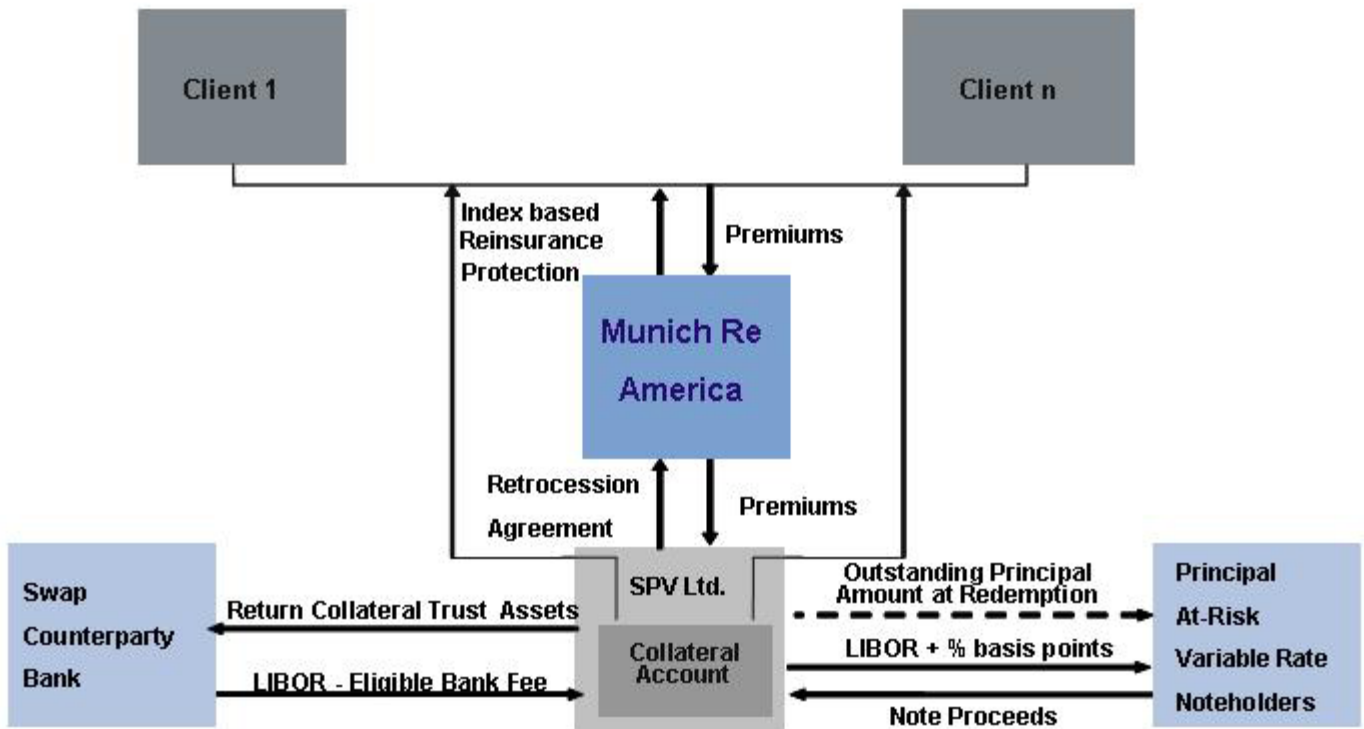 Client 1
Client n
Index based
Reinsurance
Protection
Premiums
Munich Re
America
Retrocession
Agreement
Premiums
Swap
Counterparty
Bank
Return Collateral Trust Assets
LIBOR - Eligible Bank Fee
SPV Ltd.
Collateral
Account
Outstanding Principal
Amount at Redemption
LIBOR + % basis points
Note Proceeds
Principal
At-Risk
Variable Rate
Noteholders